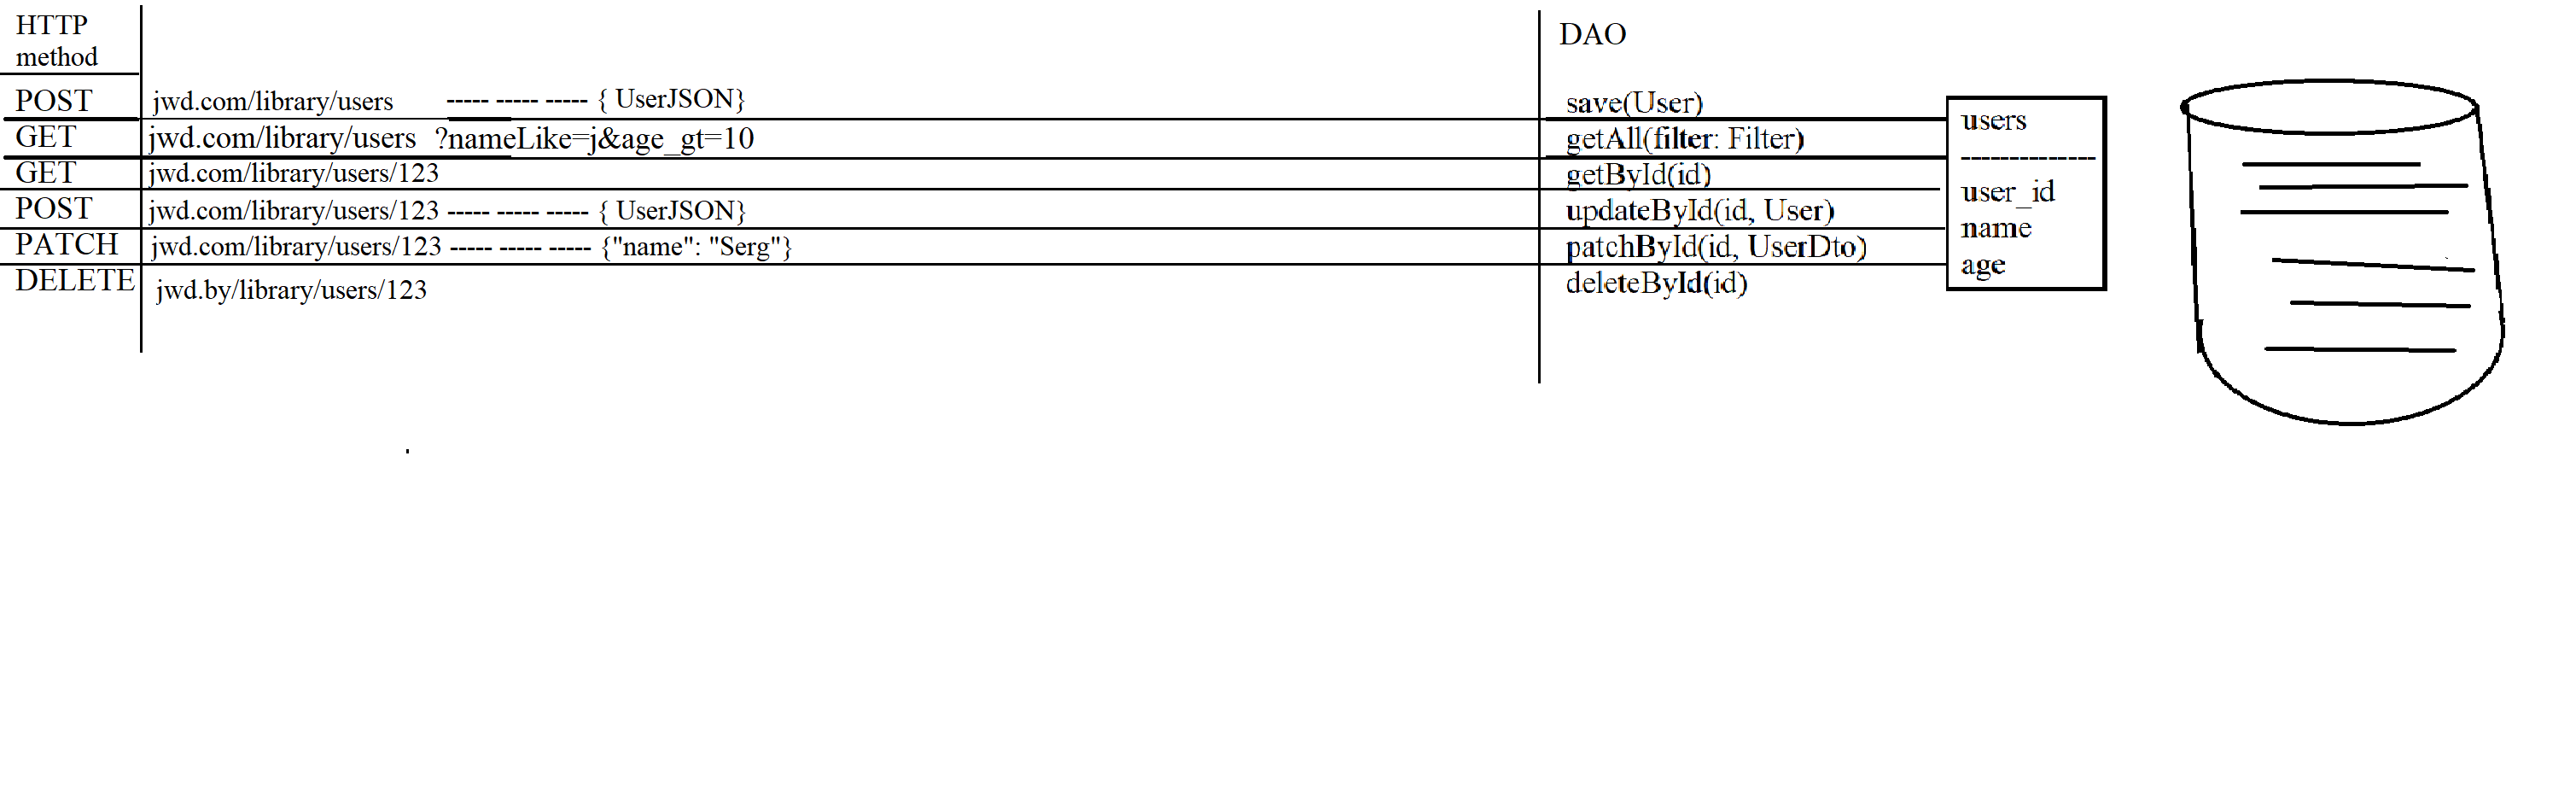 HTTP
method
DAO
POST jwd.com/library/users ----- ----- ----- { UserJSON} save(User)
GET jwd.com/library/users ?nameLike=j&age_gt=10 getAll(filter: Filter)
GET jwd.com/library/users/123 getById(id)
POST jwd.com/library/users/123 ----- ----- ----- { UserJSON} updateById(id, User)
PATCH jwd.com/library/users/123 ----- ----- ----- {"name": "Serg"} patchById(id, UserDto)
DELETE jwd.by/library/users/123 deleteById(id)
users
--------------
user_id
name
age